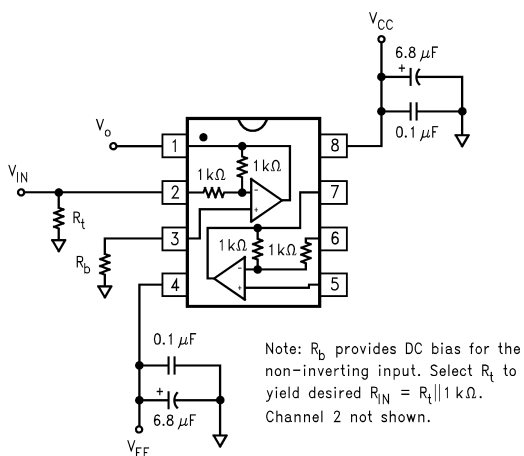 V_CC
6.8 μF
+
0.1 μF
V_o
1
8
1 kΩ
1 kΩ
V_IN
2
-
+
7
R_t
3
1 kΩ
1 kΩ
6
R_b
4
-
+
5
0.1 μF
+
6.8 μF
V_EE
Note: R_b provides DC bias for the
non-inverting input. Select R_t to
yield desired R_IN = R_t||1 kΩ.
Channel 2 not shown.